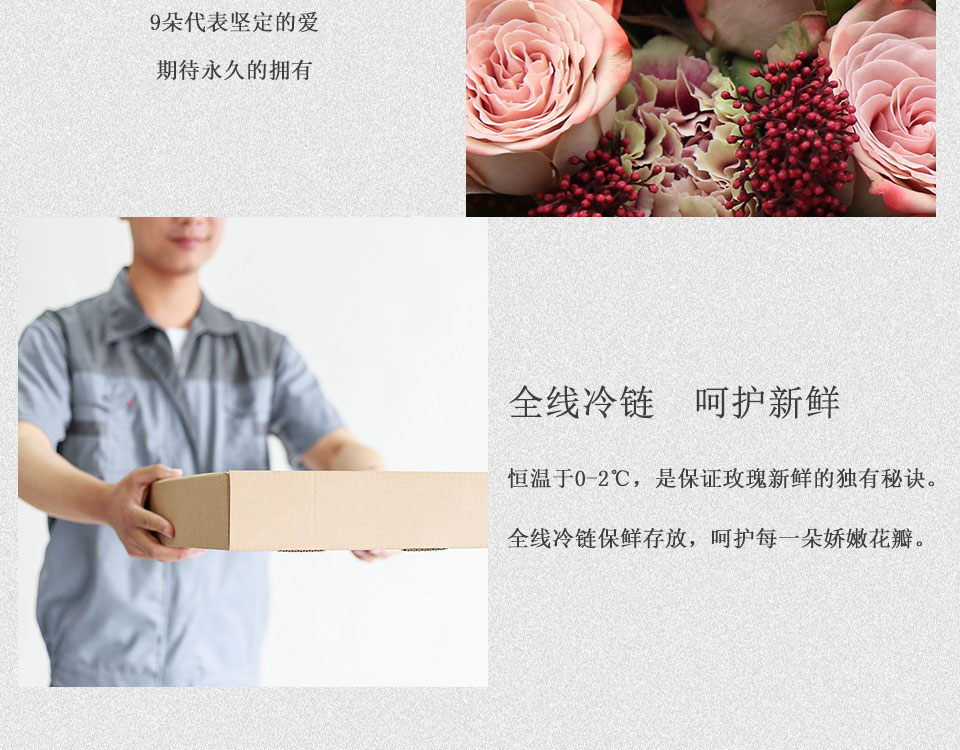 9朵代表坚定的爱
期待永久的拥有
全线冷链 呵护新鲜
恒温于0-2℃，是保证玫瑰新鲜的独有秘诀。
全线冷链保鲜存放，呵护每一朵娇嫩花瓣。